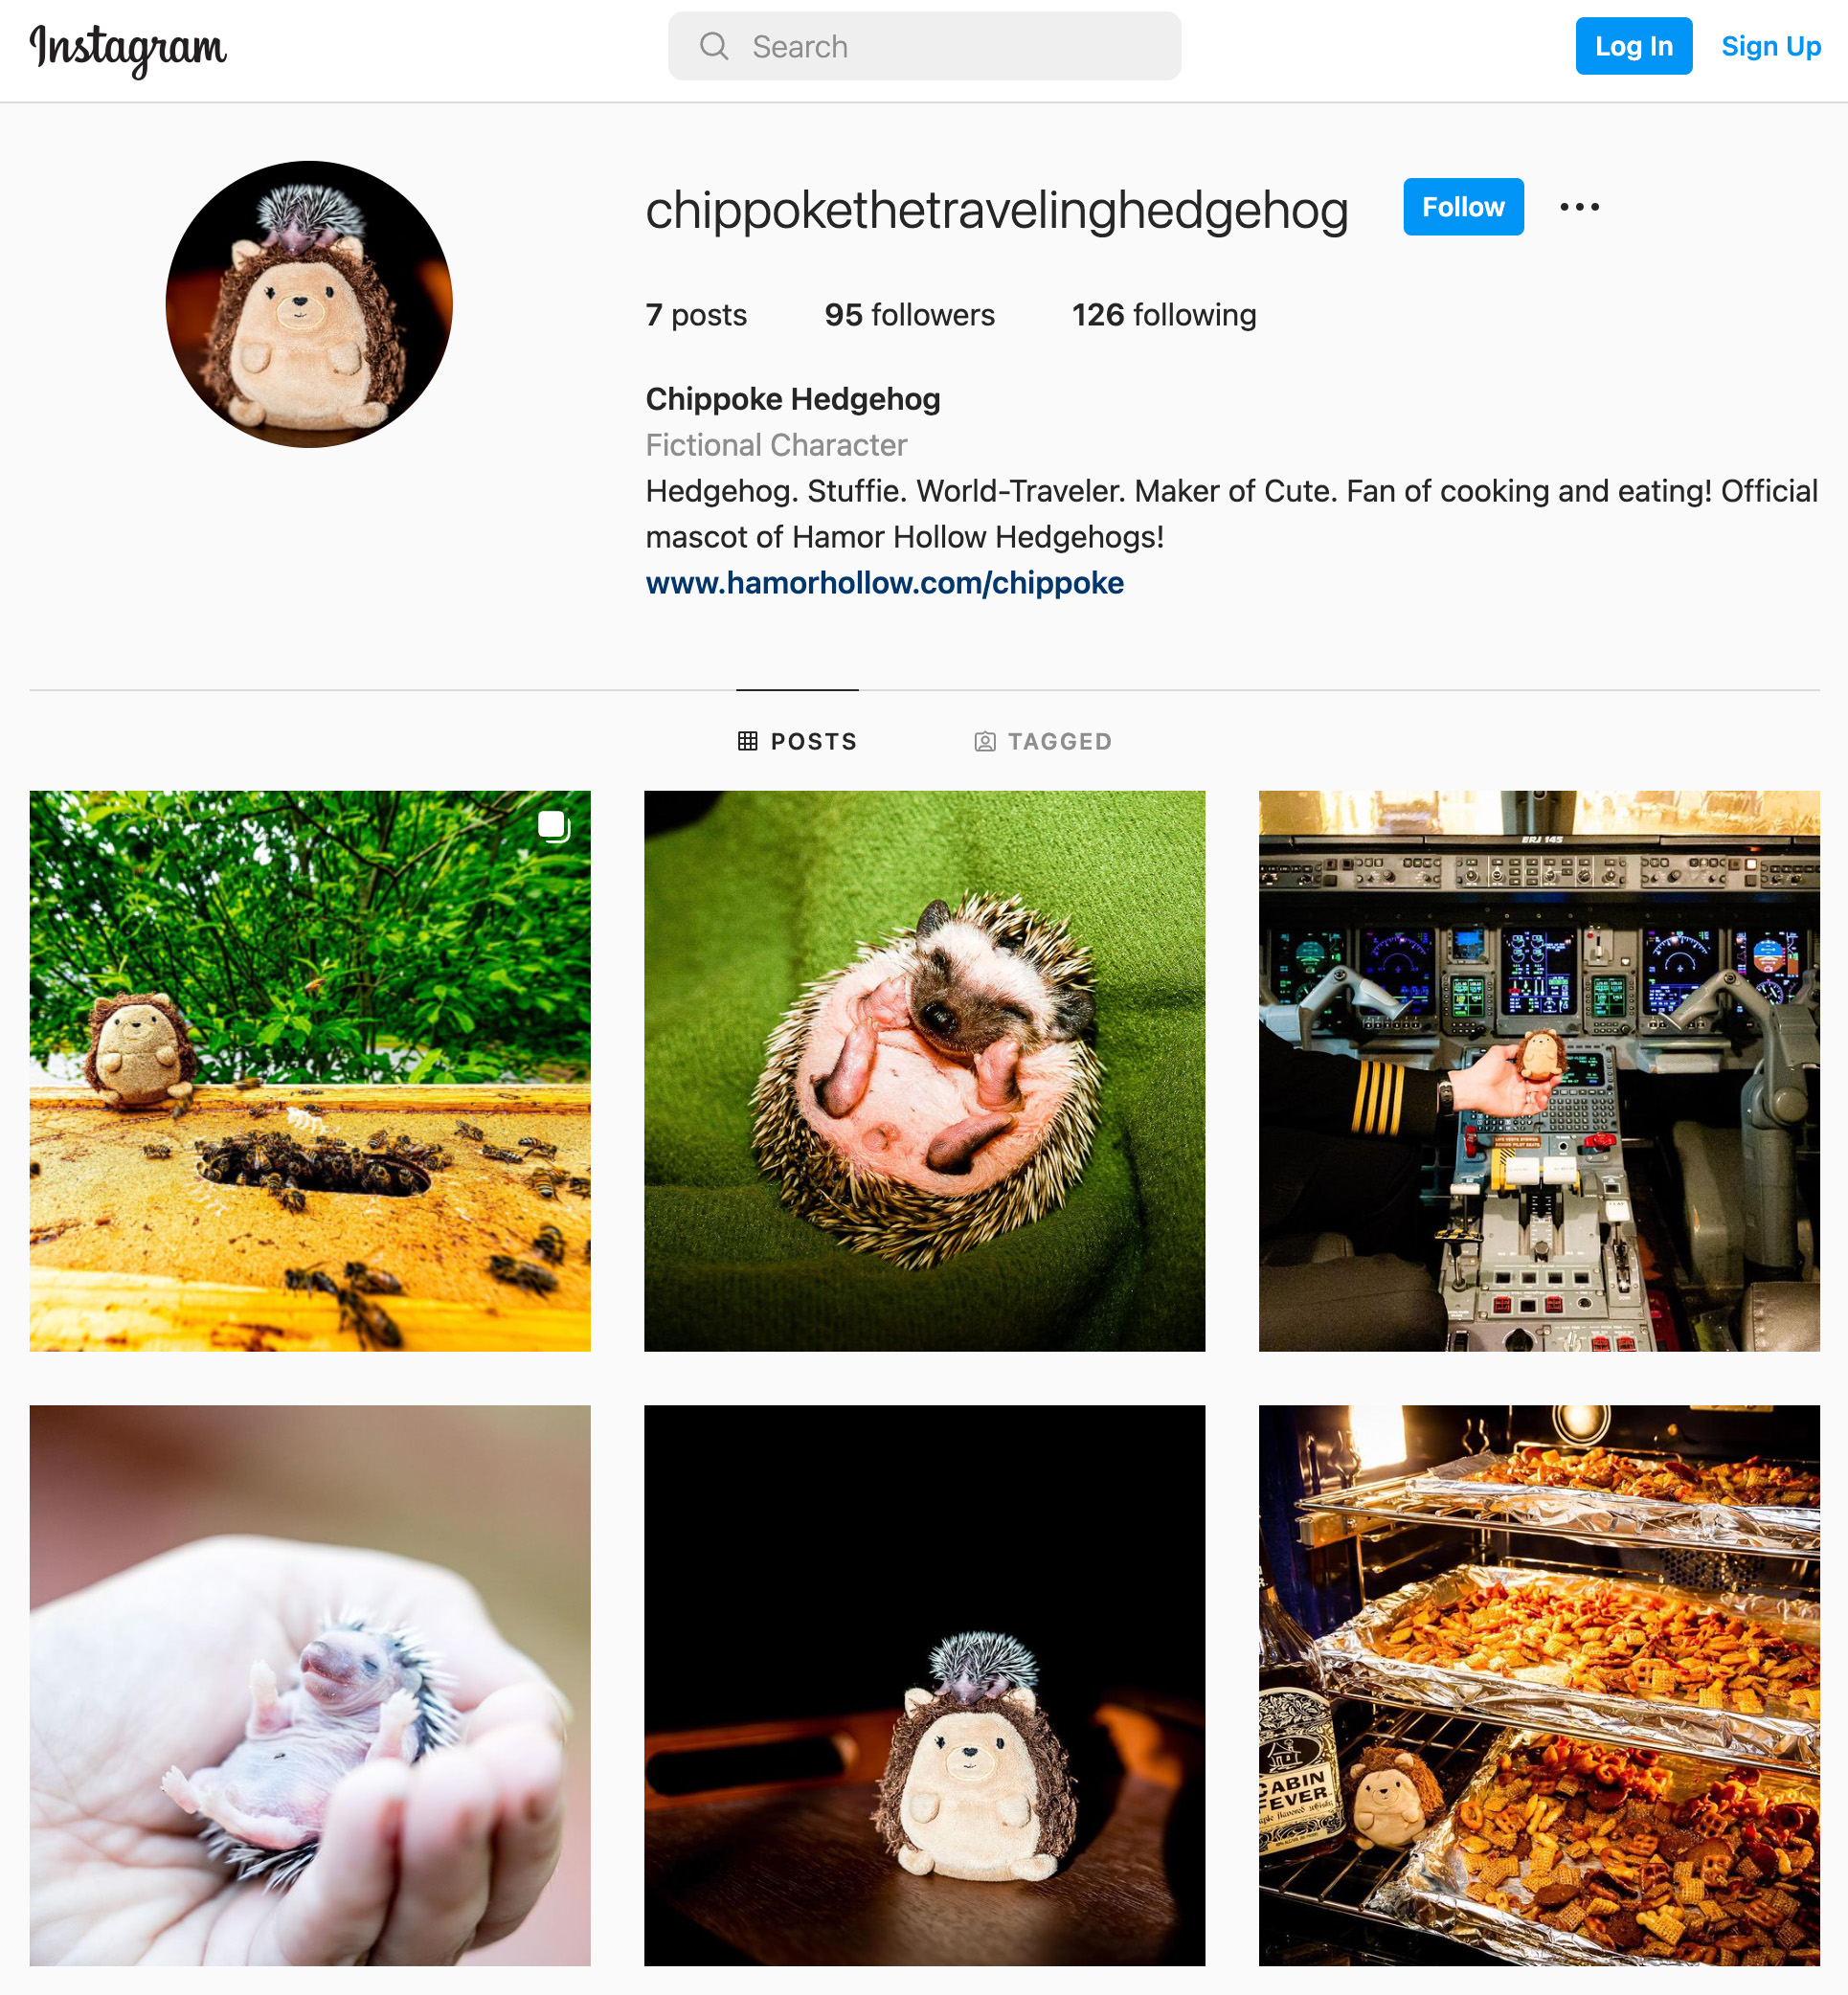 Instagram
Search
Log In
Sign Up
chippokethetravelinghedgehog
Follow
7 posts
95 followers
126 following
Chippoke Hedgehog
Fictional Character
Hedgehog. Stuffie. World-Traveler. Maker of Cute. Fan of cooking and eating! Official
mascot of Hamor Hollow Hedgehogs!
www.hamorhollow.com/chippoke
POSTS
TAGGED
ERJ 145
CABIN
FEVER